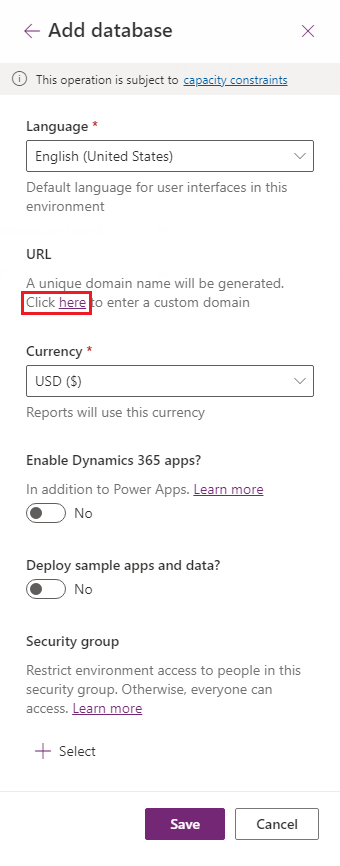 Add database
This operation is subject to capacity constraints
Language *
English (United States)
Default language for user interfaces in this
environment
URL
A unique domain name will be generated.
Click here to enter a custom domain
Currency *
USD ($)
Reports will use this currency
Enable Dynamics 365 apps?
In addition to Power Apps. Learn more
No
Deploy sample apps and data?
No
Security group
Restrict environment access to people in this
security group. Otherwise, everyone can
access. Learn more
Select
Save Cancel